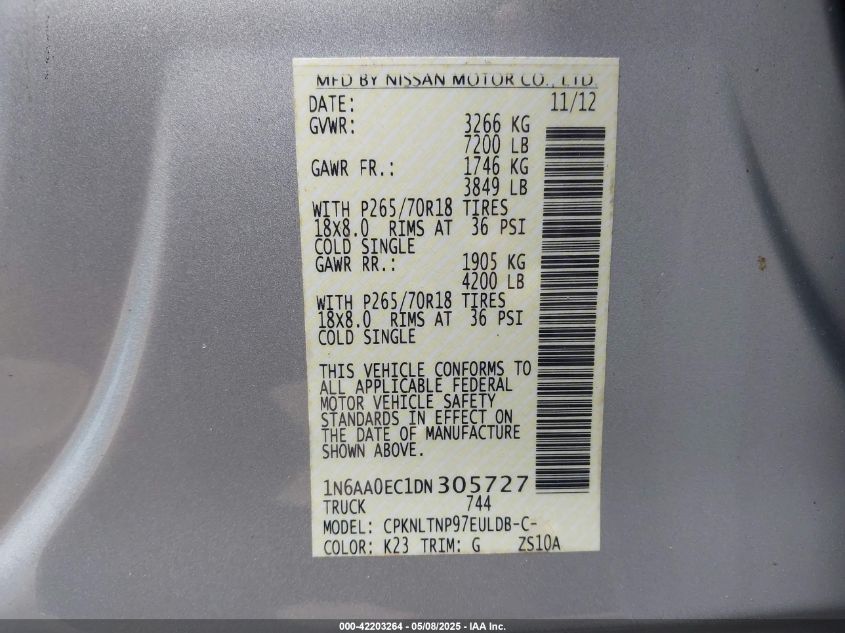 MFD BY NISSAN MOTOR CO., LTD.
DATE: 11/12
GVWR: 3266 KG
7200 LB
GAWR FR.: 1746 KG
3849 LB
WITH P265/70R18 TIRES
18X8.0 RIMS AT 36 PSI
COLD SINGLE
GAWR RR.: 1905 KG
4200 LB
WITH P265/70R18 TIRES
18X8.0 RIMS AT 36 PSI
COLD SINGLE
THIS VEHICLE CONFORMS TO
ALL APPLICABLE FEDERAL
MOTOR VEHICLE SAFETY
STANDARDS IN EFFECT ON
THE DATE OF MANUFACTURE
SHOWN ABOVE.
1N6AA0EC1DN305727
TRUCK 744
MODEL: CPKNLTNP97EULDB-C-
COLOR: K23 TRIM: G ZS10A
000-42203264 - 05/08/2025 - IAA Inc.